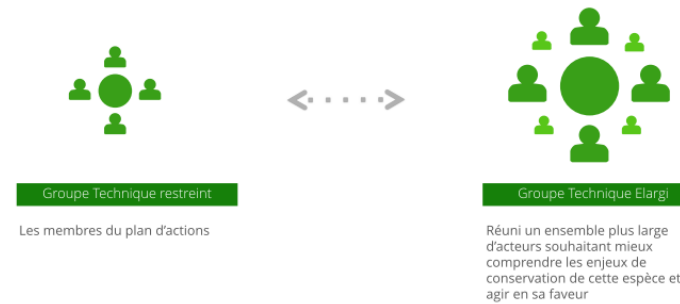 Groupe Technique restreint
Groupe Technique Elargi
Les membres du plan d'actions
Réuni un ensemble plus large
d'acteurs souhaitant mieux
comprendre les enjeux de
conservation de cette espèce et
agir en sa faveur